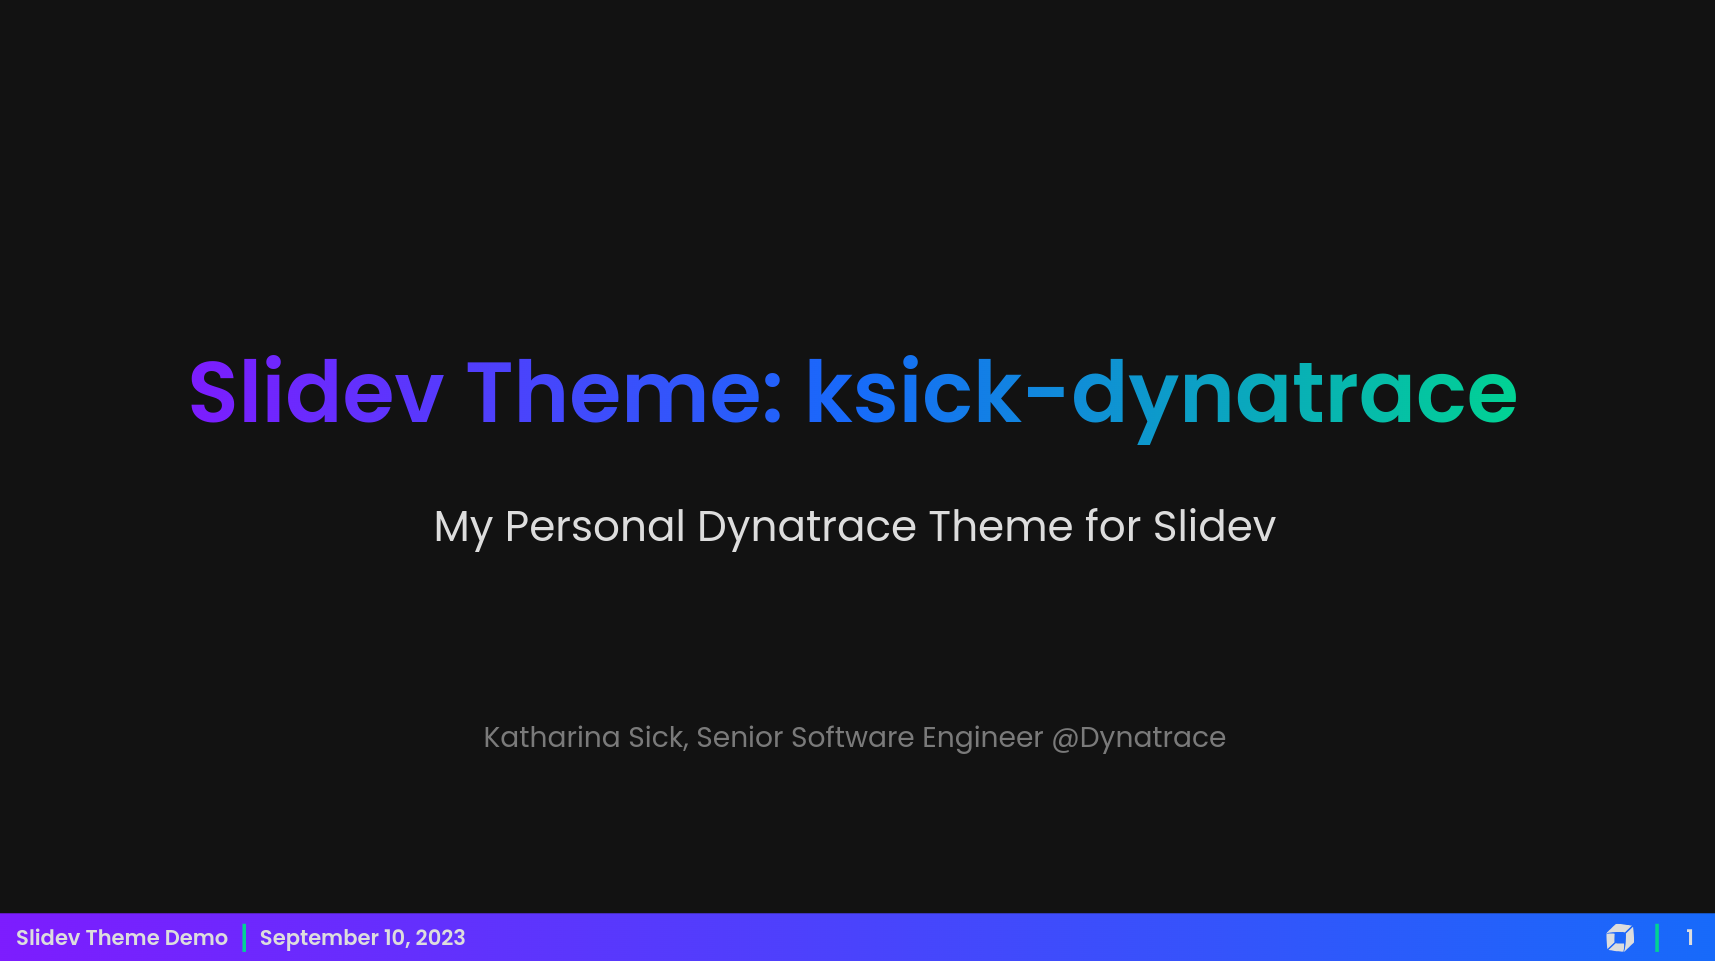 Slidev Theme: ksick-dynatrace
My Personal Dynatrace Theme for Slidev
Katharina Sick, Senior Software Engineer @Dynatrace
Slidev Theme Demo | September 10, 2023 | 1